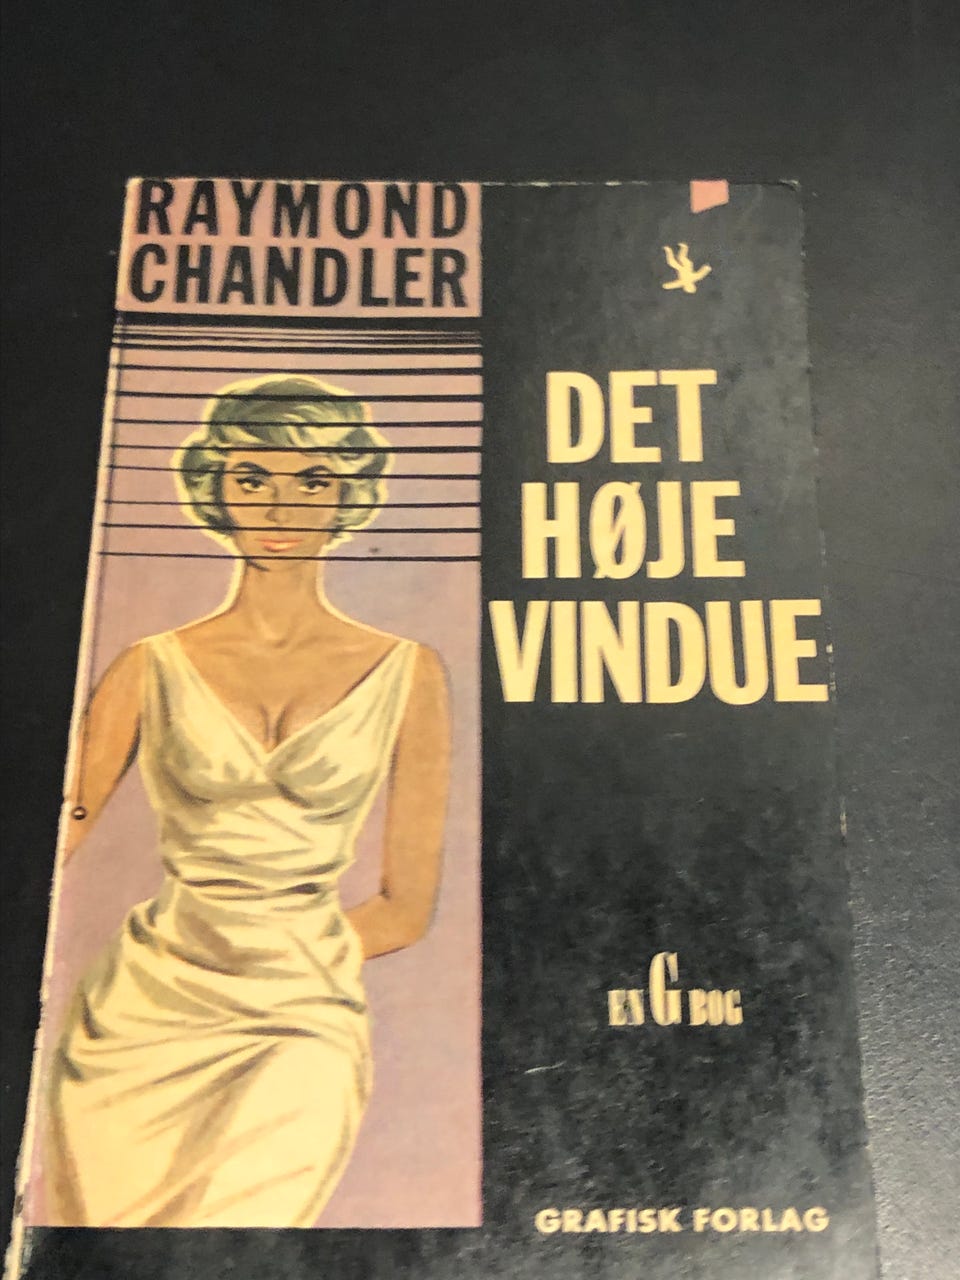 RAYMOND
CHANDLER
DET
HØJE
VINDUE
EN G BOG
GRAFISK FORLAG